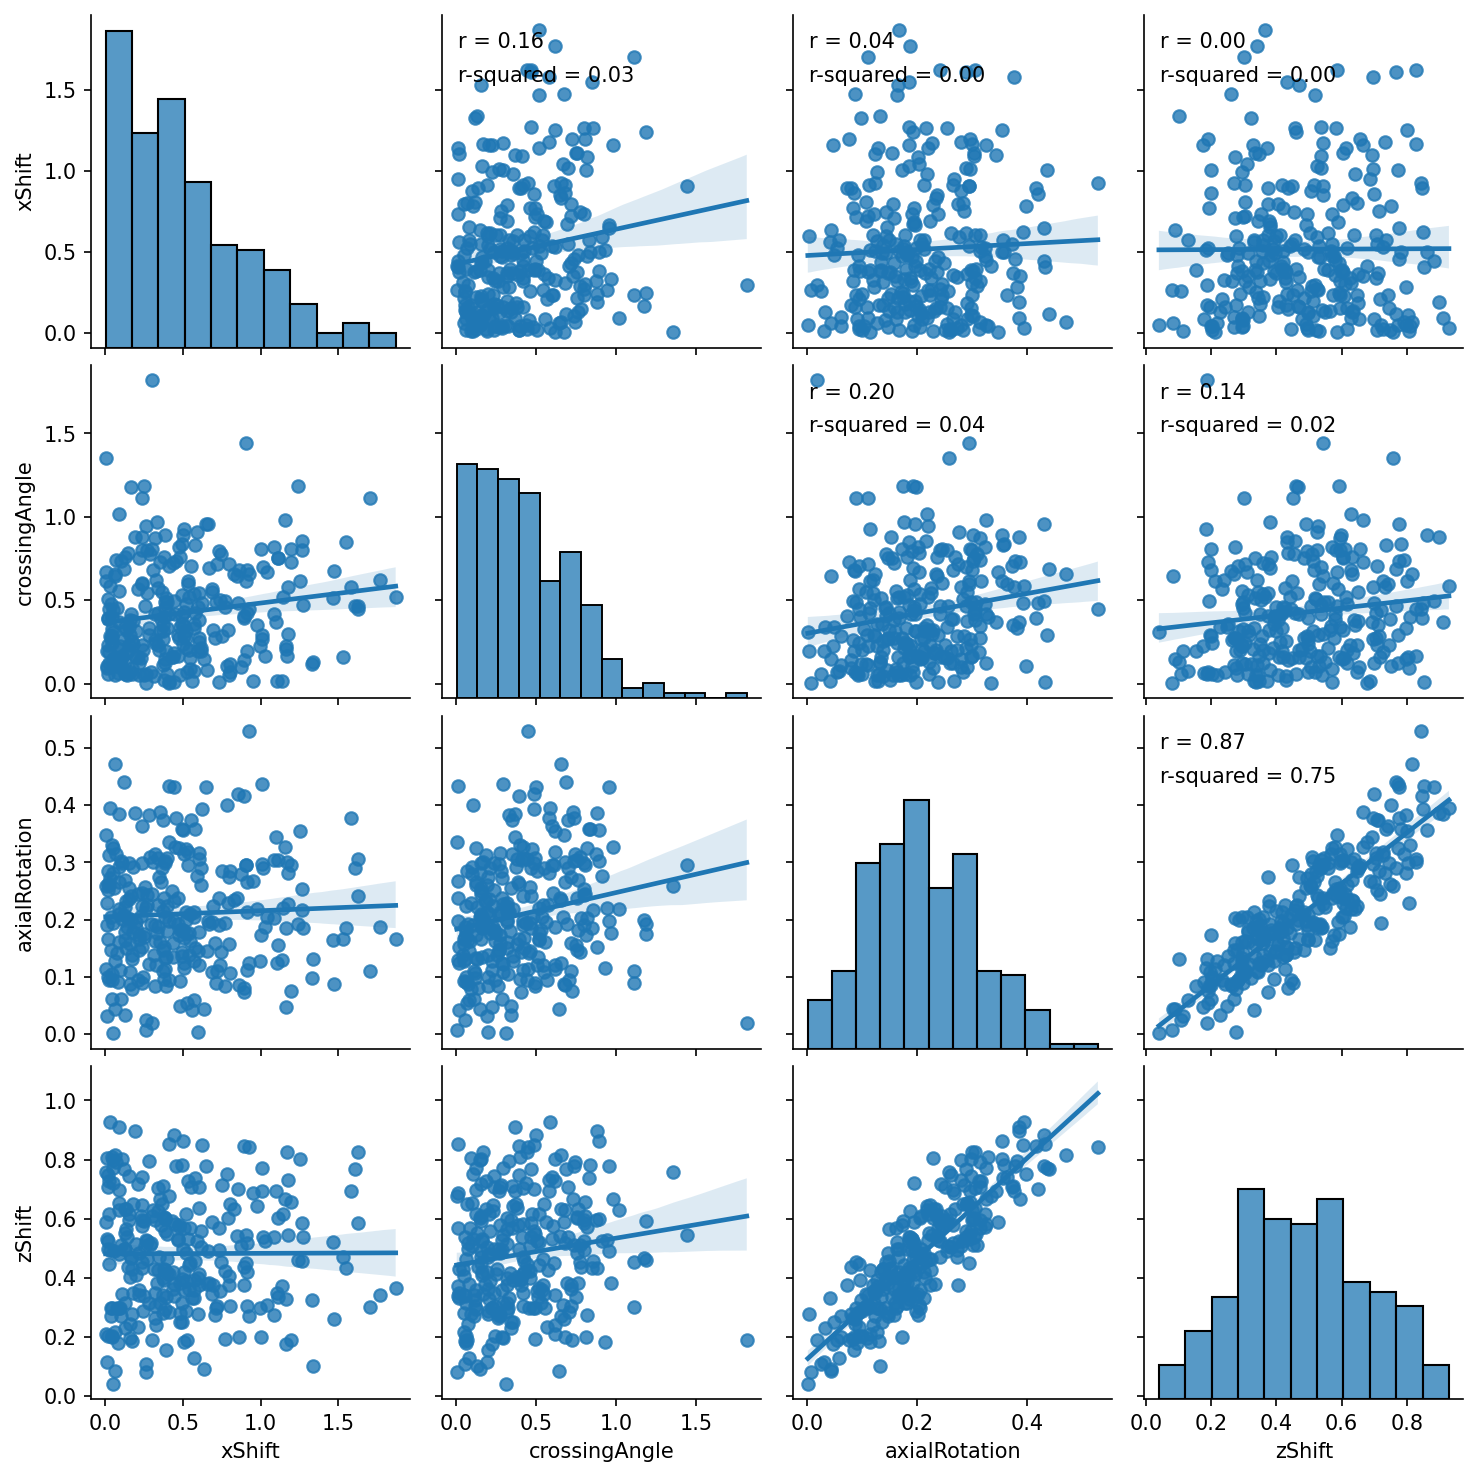 r = 0.16
r-squared = 0.03
r = 0.04
r-squared = 0.00
r = 0.00
r-squared = 0.00
xShift
1.5
1.0
0.5
0.0
r = 0.20
r-squared = 0.04
r = 0.14
r-squared = 0.02
crossingAngle
1.5
1.0
0.5
0.0
r = 0.87
r-squared = 0.75
axialRotation
0.5
0.4
0.3
0.2
0.1
0.0
zShift
1.0
0.8
0.6
0.4
0.2
0.0
0.0 0.5 1.0 1.5
xShift
0.0 0.5 1.0 1.5
crossingAngle
0.0 0.2 0.4
axialRotation
0.0 0.2 0.4 0.6 0.8
zShift